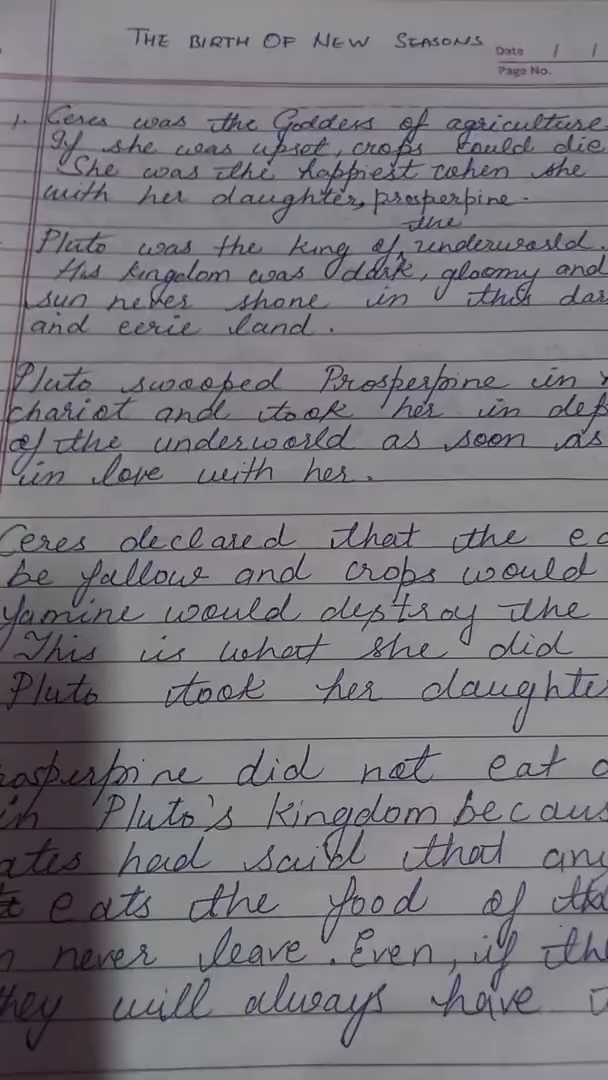 THE BIRTH OF NEW SEASONS
Date / /
Page No.
1. Ceres was the Goddess of agriculture
If she was upset, crops could die
She was the happiest when she
with her daughter, prosperpine.
the
Pluto was the king of underworld.
His kingdom was dark, gloomy and
sun never shone in this dar
and eerie land.
Pluto swooped Prosperpine in
chariot and took her in dep
of the underworld as soon as
in love with her.
Ceres declared that the ea
be fallow and crops would
famine would destroy the
This is what she did
Pluto took her daughte
rosperpine did not eat a
in Pluto's kingdom becaus
ates had said that any
eats the food of the
n never leave. Even, if the
hey will always have